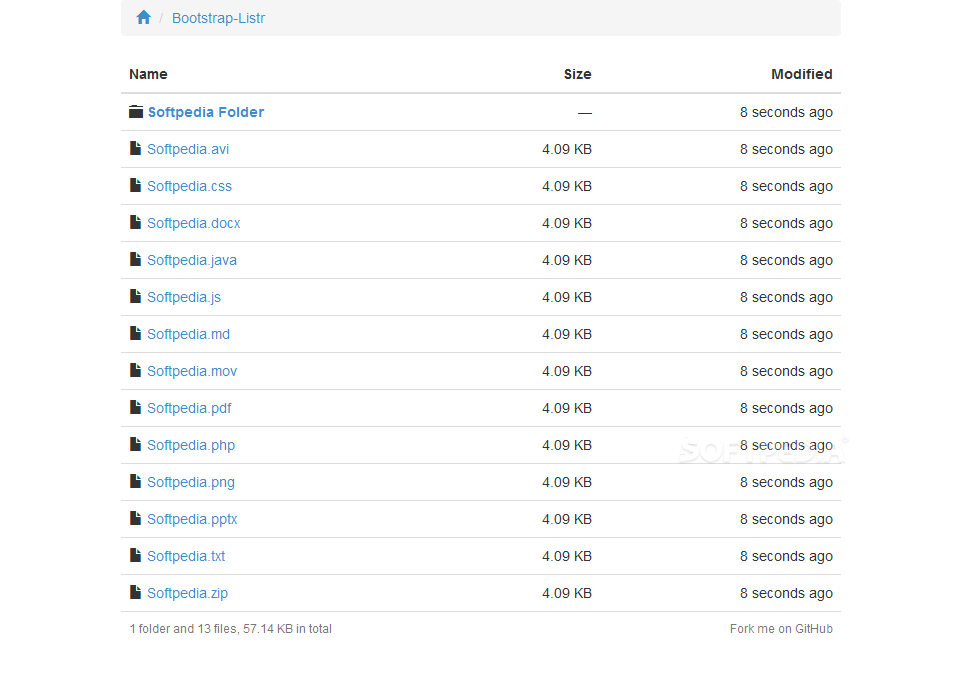 / Bootstrap-Listr
Name Size Modified
Softpedia Folder — 8 seconds ago
Softpedia.avi 4.09 KB 8 seconds ago
Softpedia.css 4.09 KB 8 seconds ago
Softpedia.docx 4.09 KB 8 seconds ago
Softpedia.java 4.09 KB 8 seconds ago
Softpedia.js 4.09 KB 8 seconds ago
Softpedia.md 4.09 KB 8 seconds ago
Softpedia.mov 4.09 KB 8 seconds ago
Softpedia.pdf 4.09 KB 8 seconds ago
Softpedia.php 4.09 KB 8 seconds ago
SOFTPEDIA
Softpedia.png 4.09 KB 8 seconds ago
Softpedia.pptx 4.09 KB 8 seconds ago
Softpedia.txt 4.09 KB 8 seconds ago
Softpedia.zip 4.09 KB 8 seconds ago
1 folder and 13 files, 57.14 KB in total Fork me on GitHub